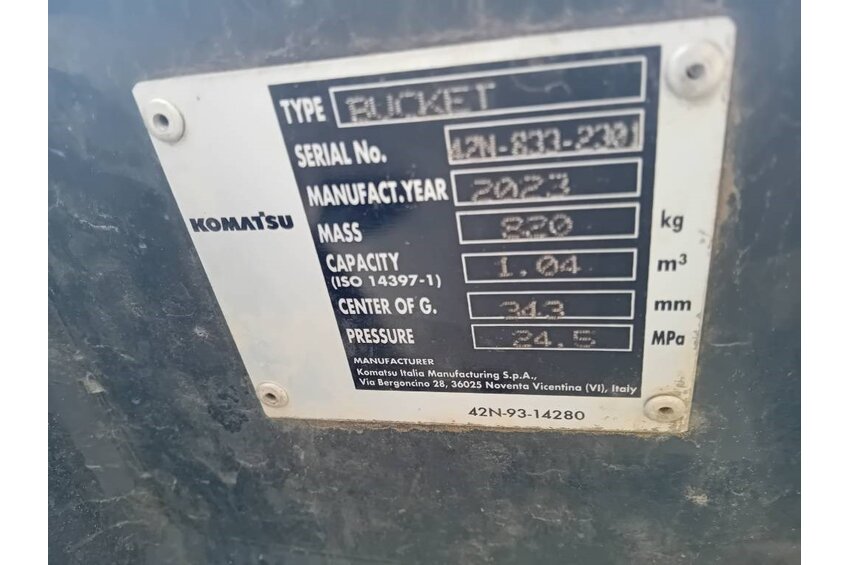 TYPE BUCKET
SERIAL No. 42N-833-2301
MANUFACT.YEAR 2023
KOMATSU
MASS 820 kg
CAPACITY 1.04 m³
(ISO 14397-1)
CENTER OF G. 343 mm
PRESSURE 24.5 MPa
MANUFACTURER
Komatsu Italia Manufacturing S.p.A.,
Via Bergoncino 28, 36025 Noventa Vicentina (VI), Italy
42N-93-14280